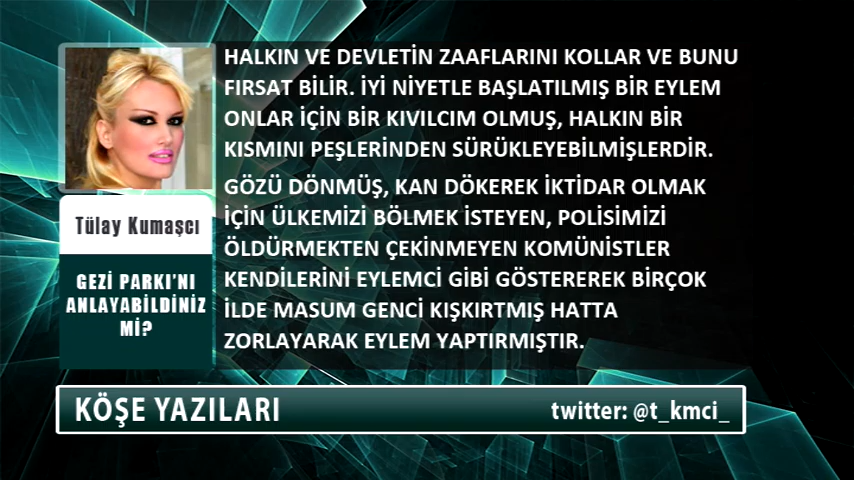 HALKIN VE DEVLETİN ZAAFLARINI KOLLAR VE BUNU
FIRSAT BİLİR. İYİ NİYETLE BAŞLATILMIŞ BİR EYLEM
ONLAR İÇİN BİR KIVILCIM OLMUŞ, HALKIN BİR
KISMINI PEŞLERİNDEN SÜRÜKLEYEBİLMİŞLERDİR.
GÖZÜ DÖNMÜŞ, KAN DÖKEREK İKTİDAR OLMAK
İÇİN ÜLKEMİZİ BÖLMEK İSTEYEN, POLİSİMİZİ
ÖLDÜRMEKTEN ÇEKİNMEYEN KOMÜNİSTLER
KENDİLERİNİ EYLEMCİ GİBİ GÖSTEREREK BİRÇOK
İLDE MASUM GENCİ KIŞKIRTMIŞ HATTA
ZORLAYARAK EYLEM YAPTIRMIŞTIR.
Tülay Kumaşcı
GEZİ PARKI'NI
ANLAYABİLDİNİZ
Mİ?
KÖŞE YAZILARI
twitter: @t_kmci_